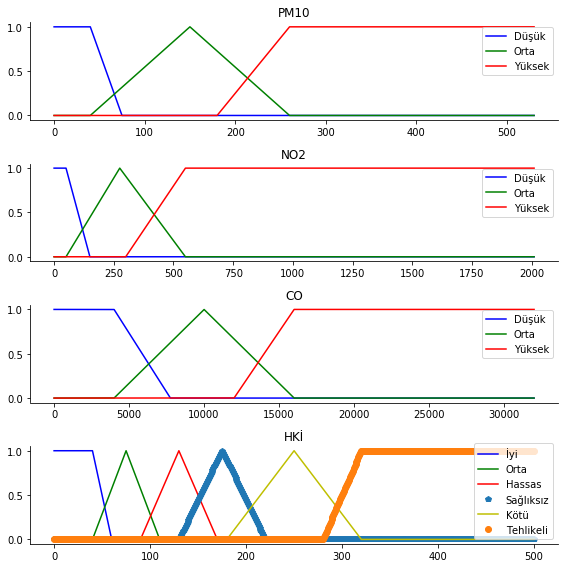 PM10
1.0
0.5
0.0
Düşük
Orta
Yüksek
0 100 200 300 400 500
NO2
1.0
0.5
0.0
Düşük
Orta
Yüksek
0 250 500 750 1000 1250 1500 1750 2000
CO
1.0
0.5
0.0
Düşük
Orta
Yüksek
0 5000 10000 15000 20000 25000 30000
HKİ
1.0
0.5
0.0
İyi
Orta
Hassas
Sağlıksız
Kötü
Tehlikeli
0 100 200 300 400 500